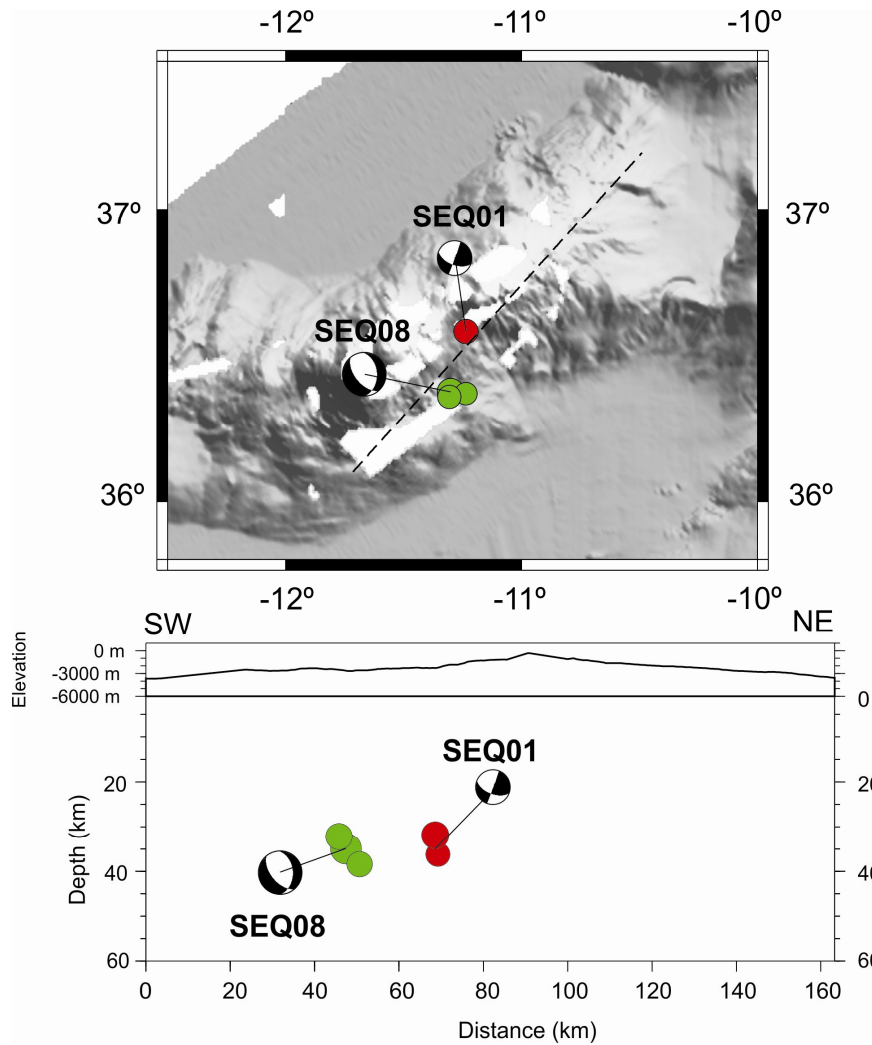 -12º -11º -10º
37º 37º
SEQ01
SEQ08
36º 36º
-12º -11º -10º
SW NE
Elevation
0 m
-3000 m
-6000 m
0
SEQ01
20 20
Depth (km)
40 40
SEQ08
60 60
0 20 40 60 80 100 120 140 160
Distance (km)